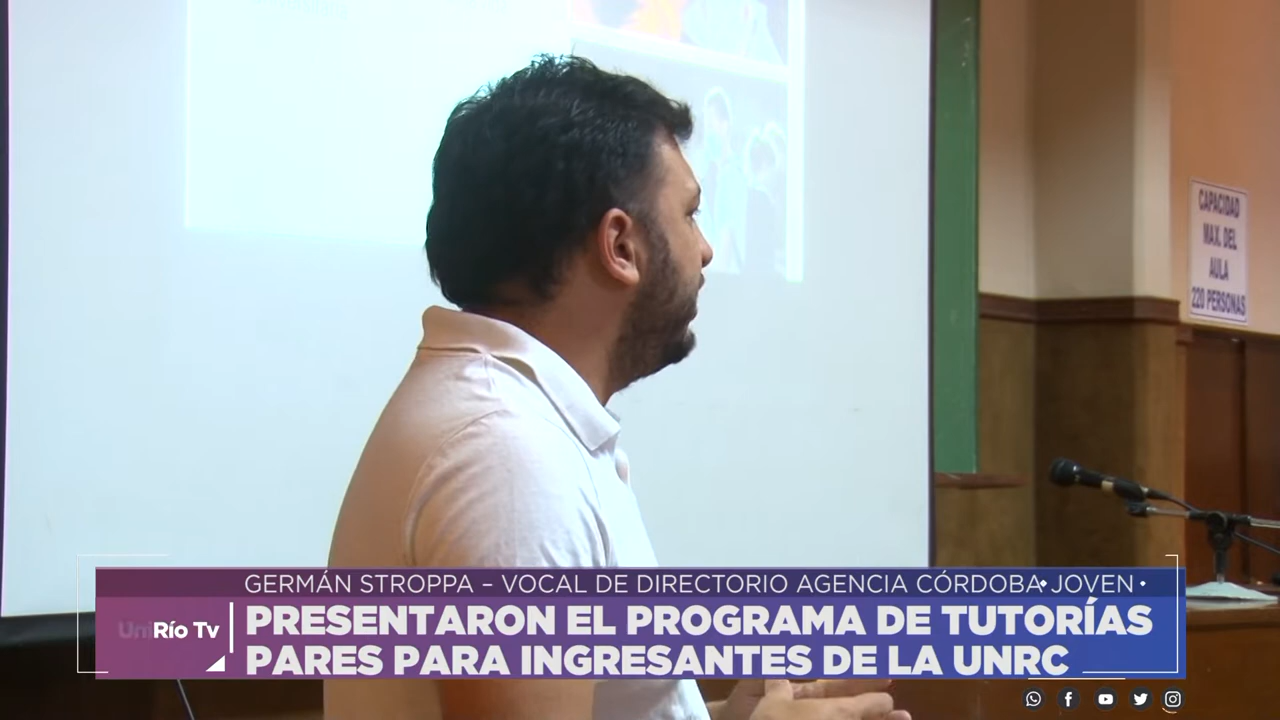 CAPACIDAD
MAX. DEL
AULA
220 PERSONAS
GERMÁN STROPPA – VOCAL DE DIRECTORIO AGENCIA CÓRDOBA JOVEN
UniRío Tv
PRESENTARON EL PROGRAMA DE TUTORÍAS
PARES PARA INGRESANTES DE LA UNRC